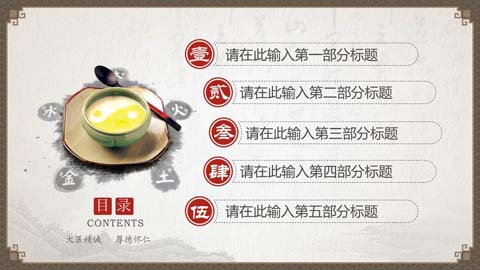 壹 请在此输入第一部分标题
贰 请在此输入第二部分标题
叁 请在此输入第三部分标题
肆 请在此输入第四部分标题
伍 请在此输入第五部分标题
水
火
金
土
目录
CONTENTS
大医精诚 厚德怀仁